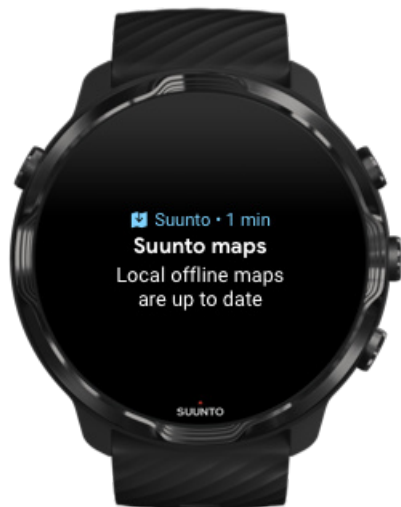 Suunto • 1 min
Suunto maps
Local offline maps
are up to date
SUUNTO